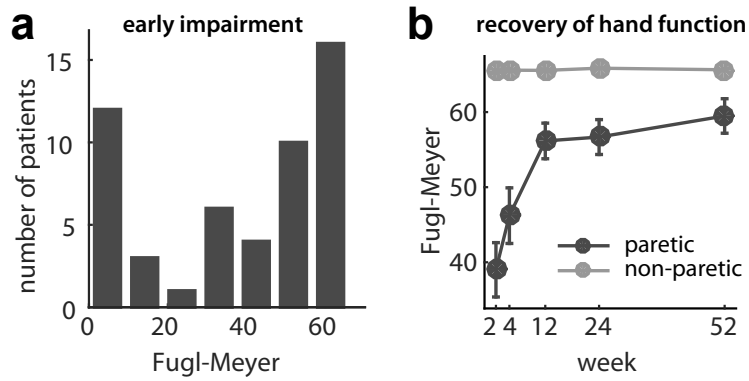 a
early impairment
number of patients
15
10
5
0
0
20
40
60
Fugl-Meyer
b
recovery of hand function
Fugl-Meyer
60
50
40
paretic
non-paretic
2 4 12 24 52
week